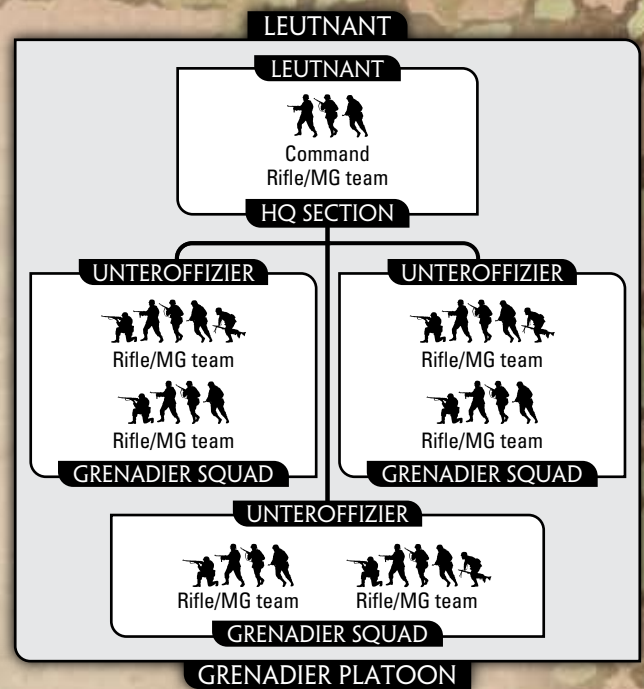 LEUTNANT
LEUTNANT
Command
Rifle/MG team
HQ SECTION
UNTEROFFIZIER
Rifle/MG team
Rifle/MG team
GRENADIER SQUAD
UNTEROFFIZIER
Rifle/MG team
Rifle/MG team
GRENADIER SQUAD
UNTEROFFIZIER
Rifle/MG team
Rifle/MG team
GRENADIER SQUAD
GRENADIER PLATOON